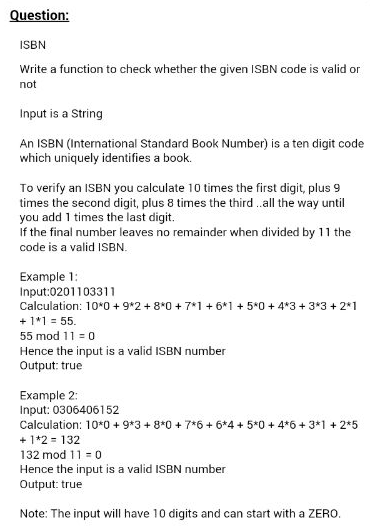 Question:
ISBN
Write a function to check whether the given ISBN code is valid or
not
Input is a String
An ISBN (International Standard Book Number) is a ten digit code
which uniquely identifies a book.
To verify an ISBN you calculate 10 times the first digit, plus 9
times the second digit, plus 8 times the third ..all the way until
you add 1 times the last digit.
If the final number leaves no remainder when divided by 11 the
code is a valid ISBN.
Example 1:
Input:0201103311
Calculation: 10*0 + 9*2 + 8*0 + 7*1 + 6*1 + 5*0 + 4*3 + 3*3 + 2*1
+ 1*1 = 55.
55 mod 11 = 0
Hence the input is a valid ISBN number
Output: true
Example 2:
Input: 0306406152
Calculation: 10*0 + 9*3 + 8*0 + 7*6 + 6*4 + 5*0 + 4*6 + 3*1 + 2*5
+ 1*2 = 132
132 mod 11 = 0
Hence the input is a valid ISBN number
Output: true
Note: The input will have 10 digits and can start with a ZERO.